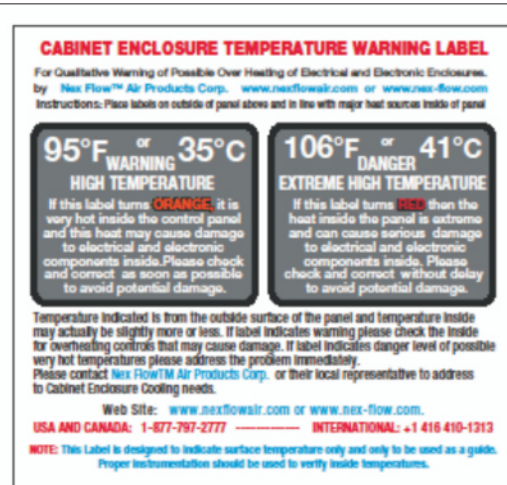 CABINET ENCLOSURE TEMPERATURE WARNING LABEL
For Qualitative Warning of Possible Over Heating of Electrical and Electronic Enclosures.
by Nex Flow™ Air Products Corp. www.nexflowair.com or www.nex-flow.com
Instructions: Place labels on outside of panel above and in line with major heat sources inside of panel
95°F or 35°C
WARNING
HIGH TEMPERATURE
If this label turns ORANGE, it is
very hot inside the control panel
and this heat may cause damage
to electrical and electronic
components inside.Please check
and correct as soon as possible
to avoid potential damage.
106°F or 41°C
DANGER
EXTREME HIGH TEMPERATURE
If this label turns RED then the
heat inside the panel is extreme
and can cause serious damage
to electrical and electronic
components inside. Please
check and correct without delay
to avoid potential damage.
Temperature indicated is from the outside surface of the panel and temperature inside
may actually be slightly more or less. If label indicates warning please check the inside
for overheating controls that may cause damage. If label indicates danger level of possible
very hot temperatures please address the problem immediately.
Please contact Nex FlowTM Air Products Corp. or their local representative to address
to Cabinet Enclosure Cooling needs.
Web Site: www.nexflowair.com or www.nex-flow.com.
USA AND CANADA: 1-877-797-2777 -------------- INTERNATIONAL: +1 416 410-1313
NOTE: This Label is designed to indicate surface temperature only and only to be used as a guide.
Proper instrumentation should be used to verify inside temperatures.